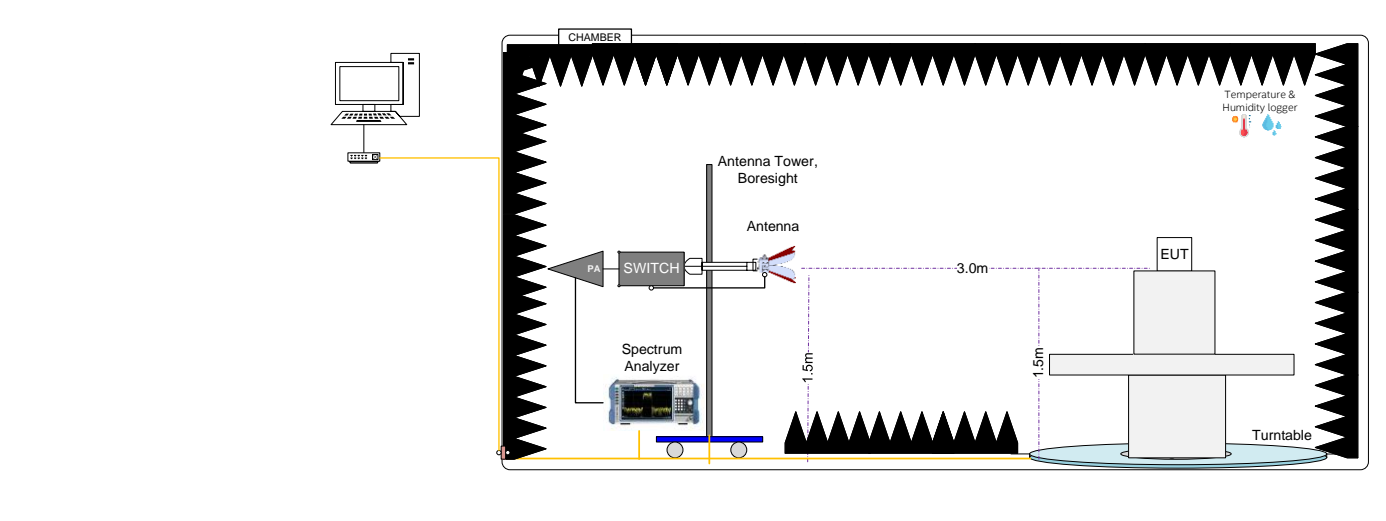 CHAMBER
Temperature &
Humidity logger
Antenna Tower,
Boresight
Antenna
PA
SWITCH
3.0m
EUT
Spectrum
Analyzer
1.5m
1.5m
Turntable